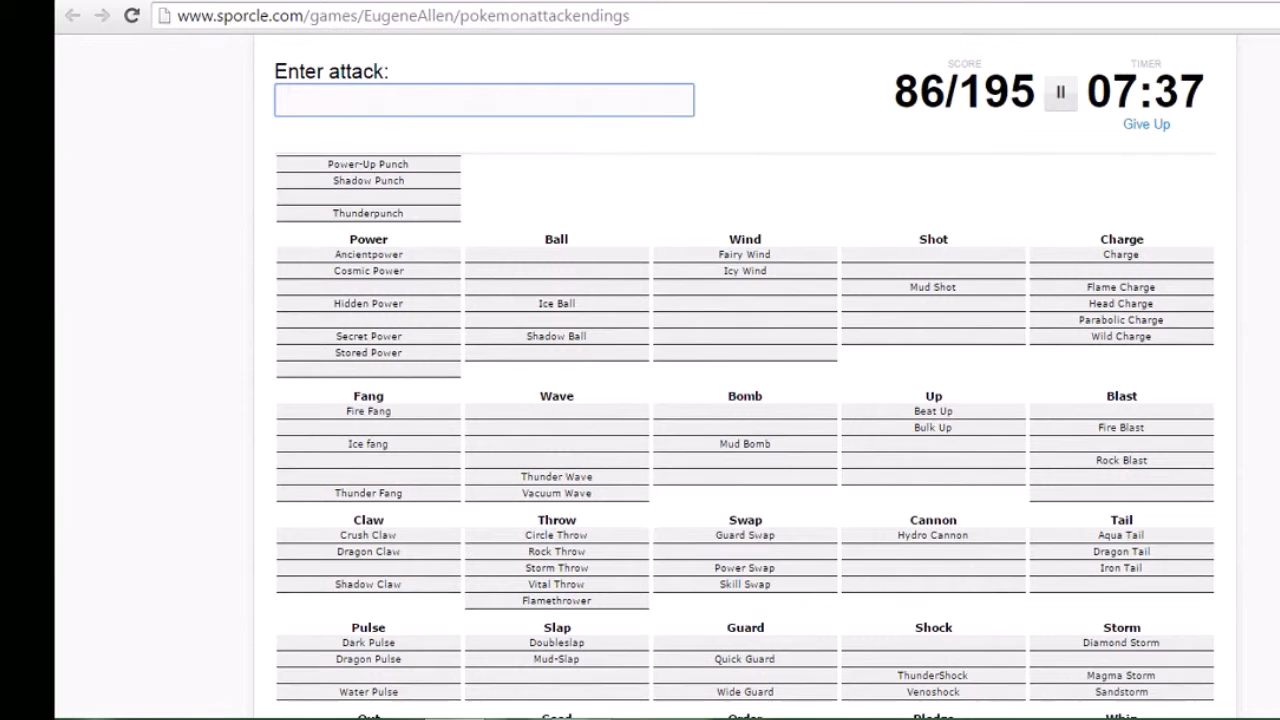 www.sporcle.com/games/EugeneAllen/pokemonattackendings
Enter attack:
SCORE
86/195
TIMER
07:37
Give Up
Power-Up Punch
Shadow Punch
Thunderpunch
Power Ball Wind Shot Charge
Ancientpower Fairy Wind Charge
Cosmic Power Icy Wind
Mud Shot Flame Charge
Hidden Power Ice Ball Head Charge
Parabolic Charge
Secret Power Shadow Ball Wild Charge
Stored Power
Fang Wave Bomb Up Blast
Fire Fang Beat Up
Bulk Up Fire Blast
Ice fang Mud Bomb
Rock Blast
Thunder Wave
Thunder Fang Vacuum Wave
Claw Throw Swap Cannon Tail
Crush Claw Circle Throw Guard Swap Hydro Cannon Aqua Tail
Dragon Claw Rock Throw Dragon Tail
Storm Throw Power Swap Iron Tail
Shadow Claw Vital Throw Skill Swap
Flamethrower
Pulse Slap Guard Shock Storm
Dark Pulse Doubleslap Diamond Storm
Dragon Pulse Mud-Slap Quick Guard
ThunderShock Magma Storm
Water Pulse Wide Guard Venoshock Sandstorm
Out Seed Order Pledge Whip